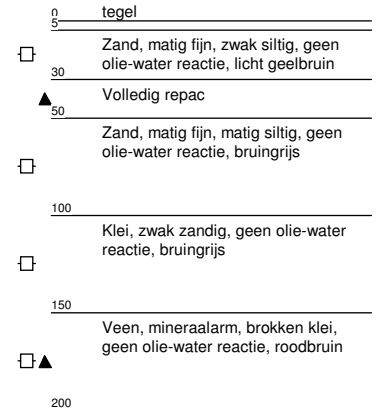 0 tegel
5
Zand, matig fijn, zwak siltig, geen
olie-water reactie, licht geelbruin
30
Volledig repac
50
Zand, matig fijn, matig siltig, geen
olie-water reactie, bruingrijs
100
Klei, zwak zandig, geen olie-water
reactie, bruingrijs
150
Veen, mineraalarm, brokken klei,
geen olie-water reactie, roodbruin
200